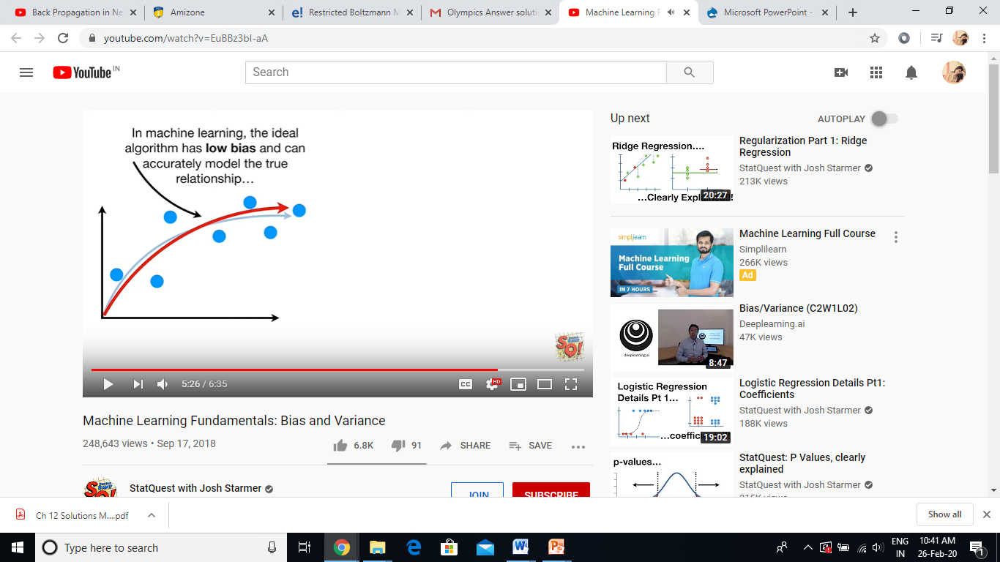 Back Propagation in Ne
Amizone
Restricted Boltzmann M
Olympics Answer soluti
Machine Learning F
Microsoft PowerPoint -
youtube.com/watch?v=EuBBz3bI-aA
YouTube IN
Search
In machine learning, the ideal
algorithm has low bias and can
accurately model the true
relationship…
5:26 / 6:35
CC
HD
Machine Learning Fundamentals: Bias and Variance
248,643 views • Sep 17, 2018
6.8K
91
SHARE
SAVE
StatQuest with Josh Starmer
JOIN
SUBSCRIBE
Up next
AUTOPLAY
Ridge Regression….
20:27
Regularization Part 1: Ridge
Regression
StatQuest with Josh Starmer
213K views
simplilearn
Machine Learning
Full Course
IN 7 HOURS
Machine Learning Full Course
Simplilearn
266K views
Ad
deeplearning.ai
8:47
Bias/Variance (C2W1L02)
Deeplearning.ai
47K views
Logistic Regression
Details Pt 1…
19:02
Logistic Regression Details Pt1:
Coefficients
StatQuest with Josh Starmer
188K views
p-values…
StatQuest: P Values, clearly
explained
StatQuest with Josh Starmer
Ch 12 Solutions M....pdf
Show all
Type here to search
ENG
IN
10:41 AM
26-Feb-20
1